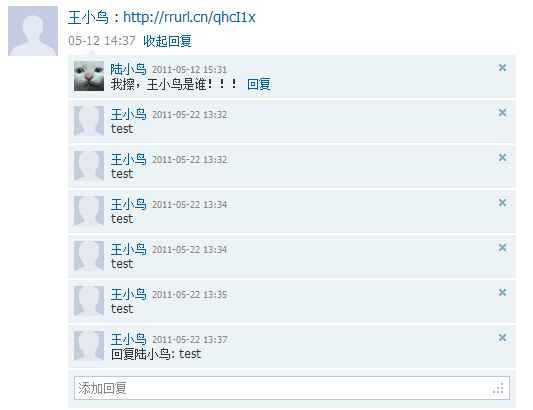 王小鸟：http://rrurl.cn/qhcI1x
05-12 14:37 收起回复
陆小鸟 2011-05-12 15:31
我擦，王小鸟是谁！！！ 回复
王小鸟 2011-05-22 13:32
test
王小鸟 2011-05-22 13:32
test
王小鸟 2011-05-22 13:34
test
王小鸟 2011-05-22 13:34
test
王小鸟 2011-05-22 13:35
test
王小鸟 2011-05-22 13:37
回复陆小鸟: test
添加回复